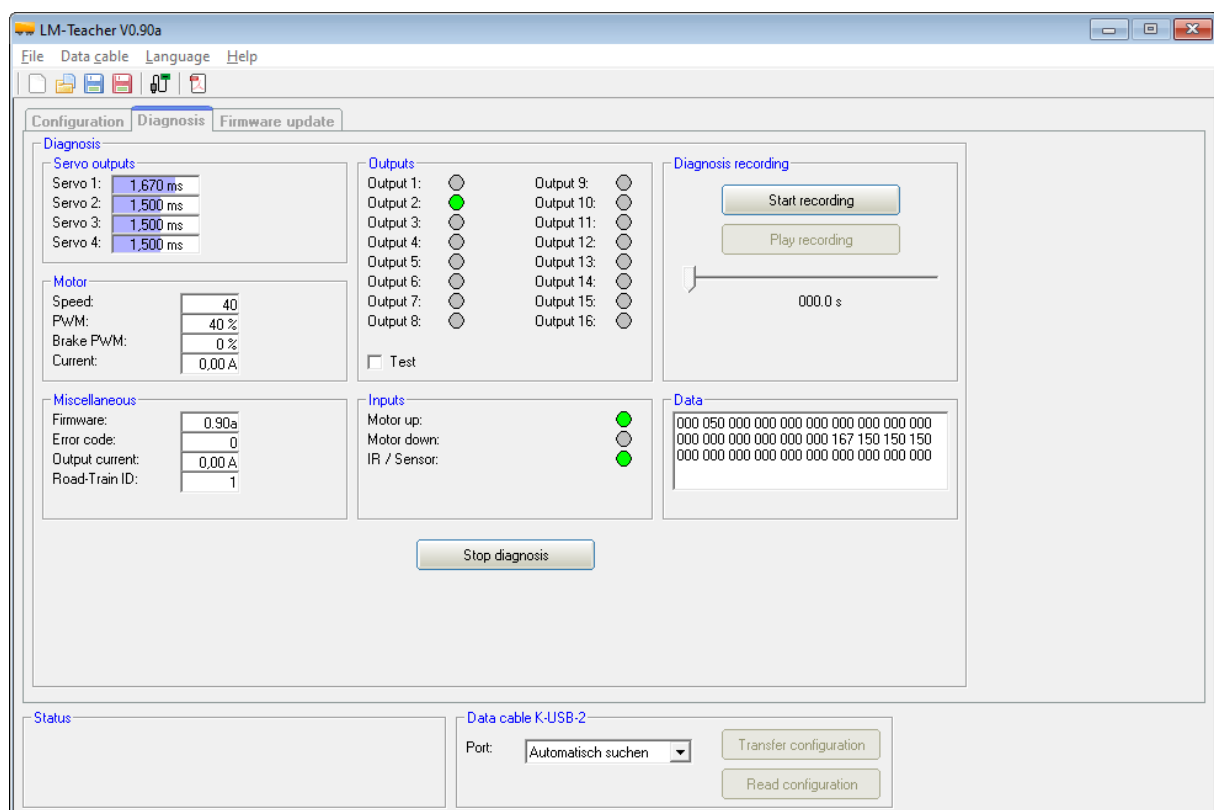 LM-Teacher V0.90a
File Data cable Language Help
Configuration Diagnosis Firmware update
Diagnosis
Servo outputs
Servo 1: 1,670 ms
Servo 2: 1,500 ms
Servo 3: 1,500 ms
Servo 4: 1,500 ms
Motor
Speed: 40
PWM: 40 %
Brake PWM: 0 %
Current: 0,00 A
Miscellaneous
Firmware: 0.90a
Error code: 0
Output current: 0,00 A
Road-Train ID: 1
Outputs
Output 1: Output 9:
Output 2: Output 10:
Output 3: Output 11:
Output 4: Output 12:
Output 5: Output 13:
Output 6: Output 14:
Output 7: Output 15:
Output 8: Output 16:
Test
Inputs
Motor up:
Motor down:
IR / Sensor:
Diagnosis recording
Start recording
Play recording
000.0 s
Data
000 050 000 000 000 000 000 000 000 000
000 000 000 000 000 000 167 150 150 150
000 000 000 000 000 000 000 000 000 000
Stop diagnosis
Status
Data cable K-USB-2
Port: Automatisch suchen
Transfer configuration
Read configuration